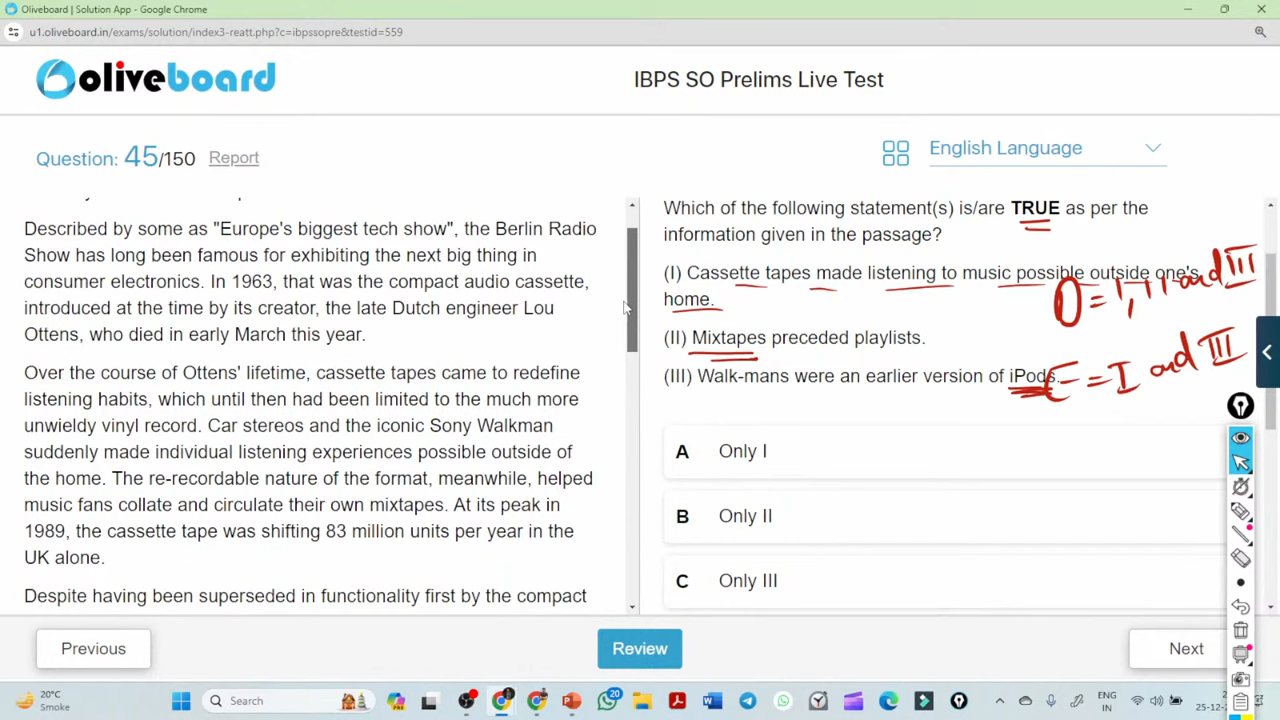 Oliveboard | Solution App - Google Chrome
u1.oliveboard.in/exams/solution/index3-reatt.php?c=ibpssopre&testid=559
oliveboard
IBPS SO Prelims Live Test
Question: 45/150 Report
English Language
Described by some as "Europe's biggest tech show", the Berlin Radio
Show has long been famous for exhibiting the next big thing in
consumer electronics. In 1963, that was the compact audio cassette,
introduced at the time by its creator, the late Dutch engineer Lou
Ottens, who died in early March this year.
Over the course of Ottens' lifetime, cassette tapes came to redefine
listening habits, which until then had been limited to the much more
unwieldy vinyl record. Car stereos and the iconic Sony Walkman
suddenly made individual listening experiences possible outside of
the home. The re-recordable nature of the format, meanwhile, helped
music fans collate and circulate their own mixtapes. At its peak in
1989, the cassette tape was shifting 83 million units per year in the
UK alone.
Despite having been superseded in functionality first by the compact
Which of the following statement(s) is/are TRUE as per the
information given in the passage?
(I) Cassette tapes made listening to music possible outside one's
home.
(II) Mixtapes preceded playlists.
(III) Walk-mans were an earlier version of iPods.
D = I, II and III
E = I and III
A Only I
B Only II
C Only III
Previous
Review
Next
20°C
Smoke
Search
20
ENG
IN
25-12-